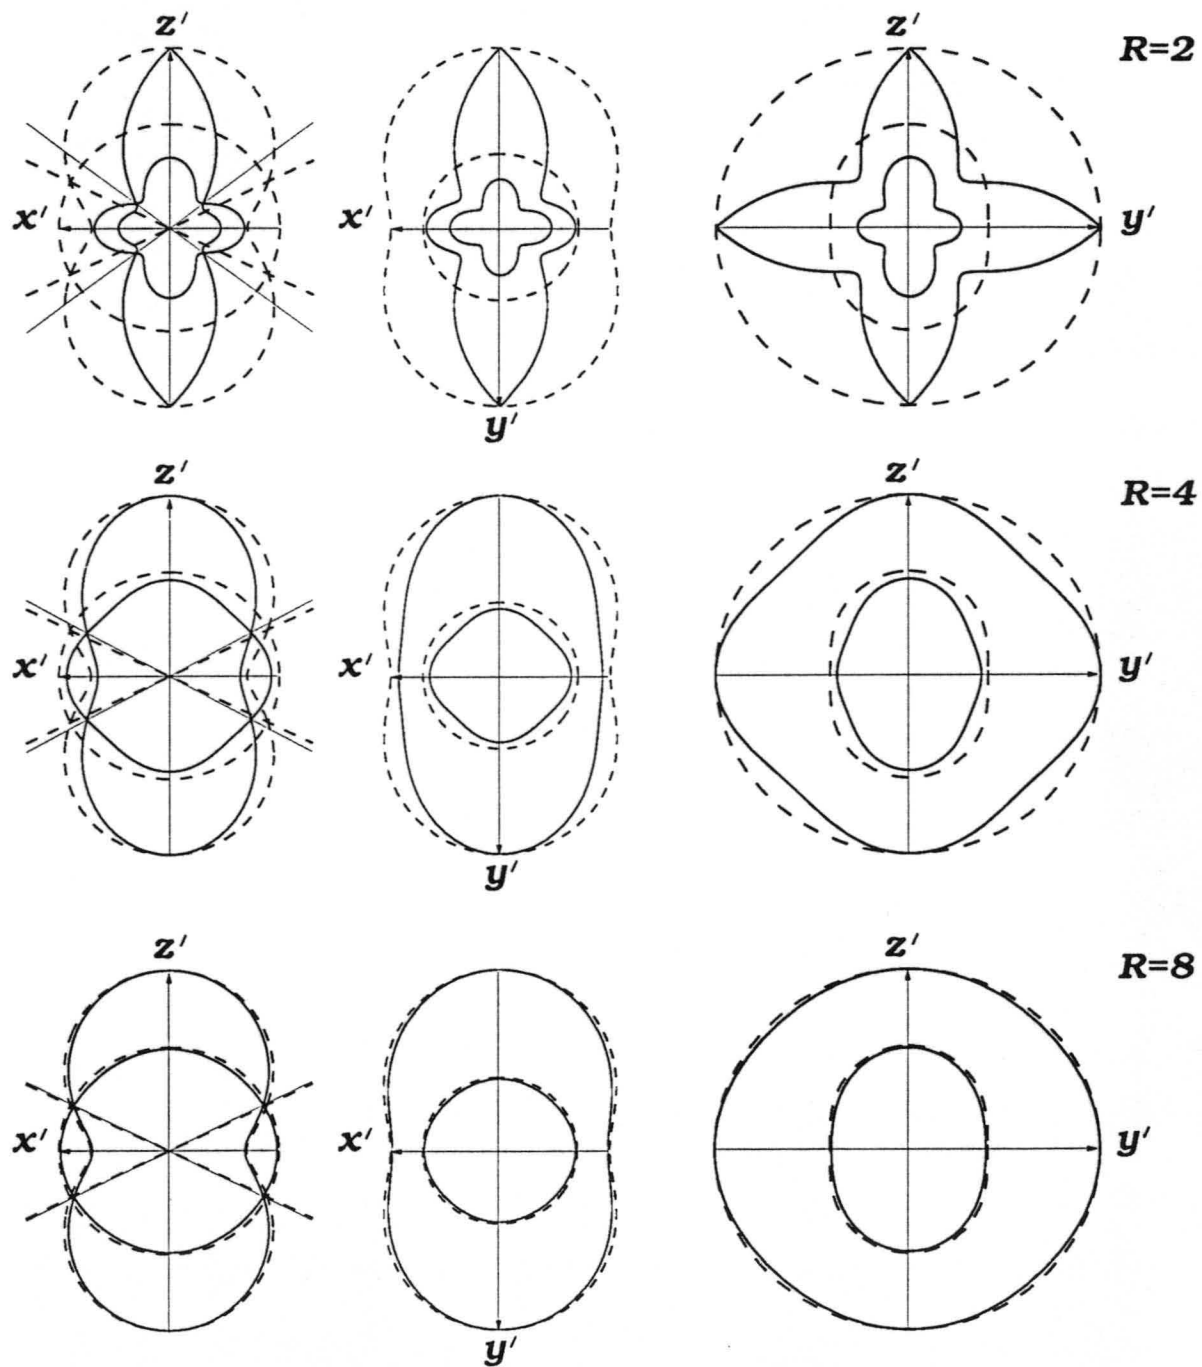 z′ z′ R=2
x′ x′ y′
y′
z′ z′ R=4
x′ x′ y′
y′
z′ z′ R=8
x′ x′ y′
y′